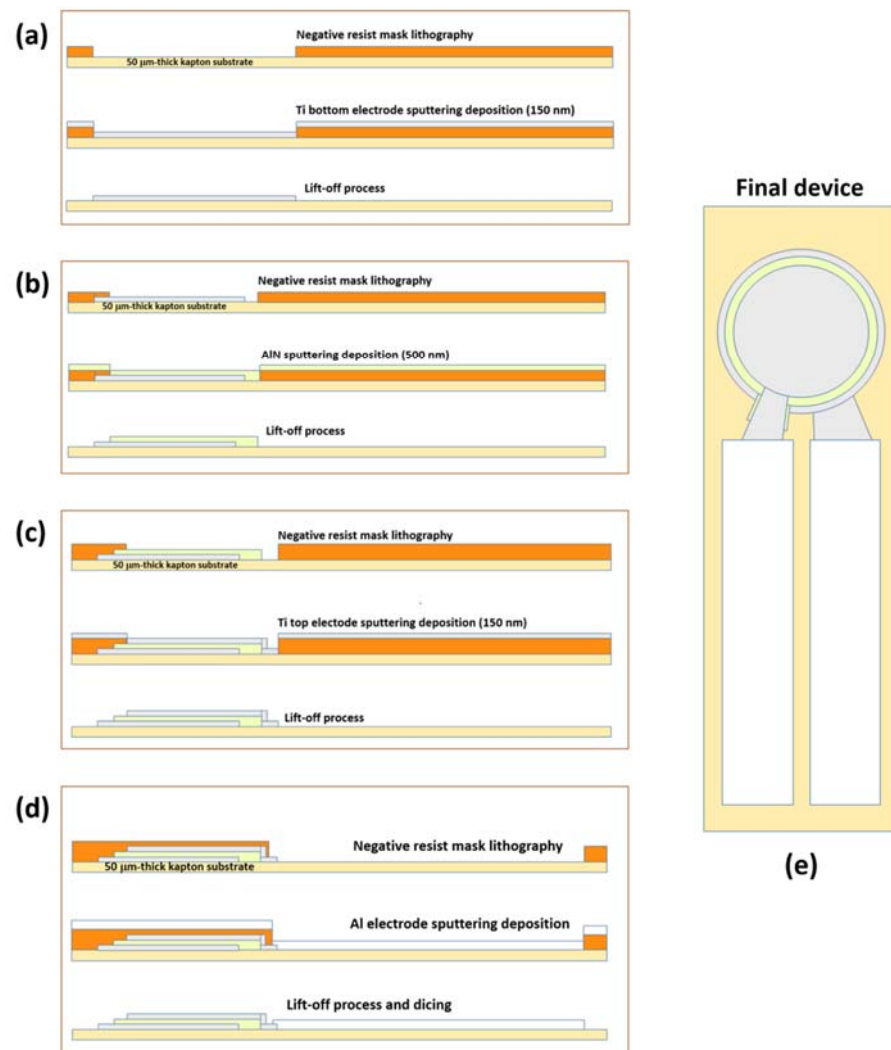 (a)
Negative resist mask lithography
50 µm-thick kapton substrate
Ti bottom electrode sputtering deposition (150 nm)
Lift-off process
(b)
Negative resist mask lithography
50 µm-thick kapton substrate
AlN sputtering deposition (500 nm)
Lift-off process
(c)
Negative resist mask lithography
50 µm-thick kapton substrate
Ti top electode sputtering deposition (150 nm)
Lift-off process
(d)
Negative resist mask lithography
50 µm-thick kapton substrate
Al electrode sputtering deposition
Lift-off process and dicing
Final device
(e)